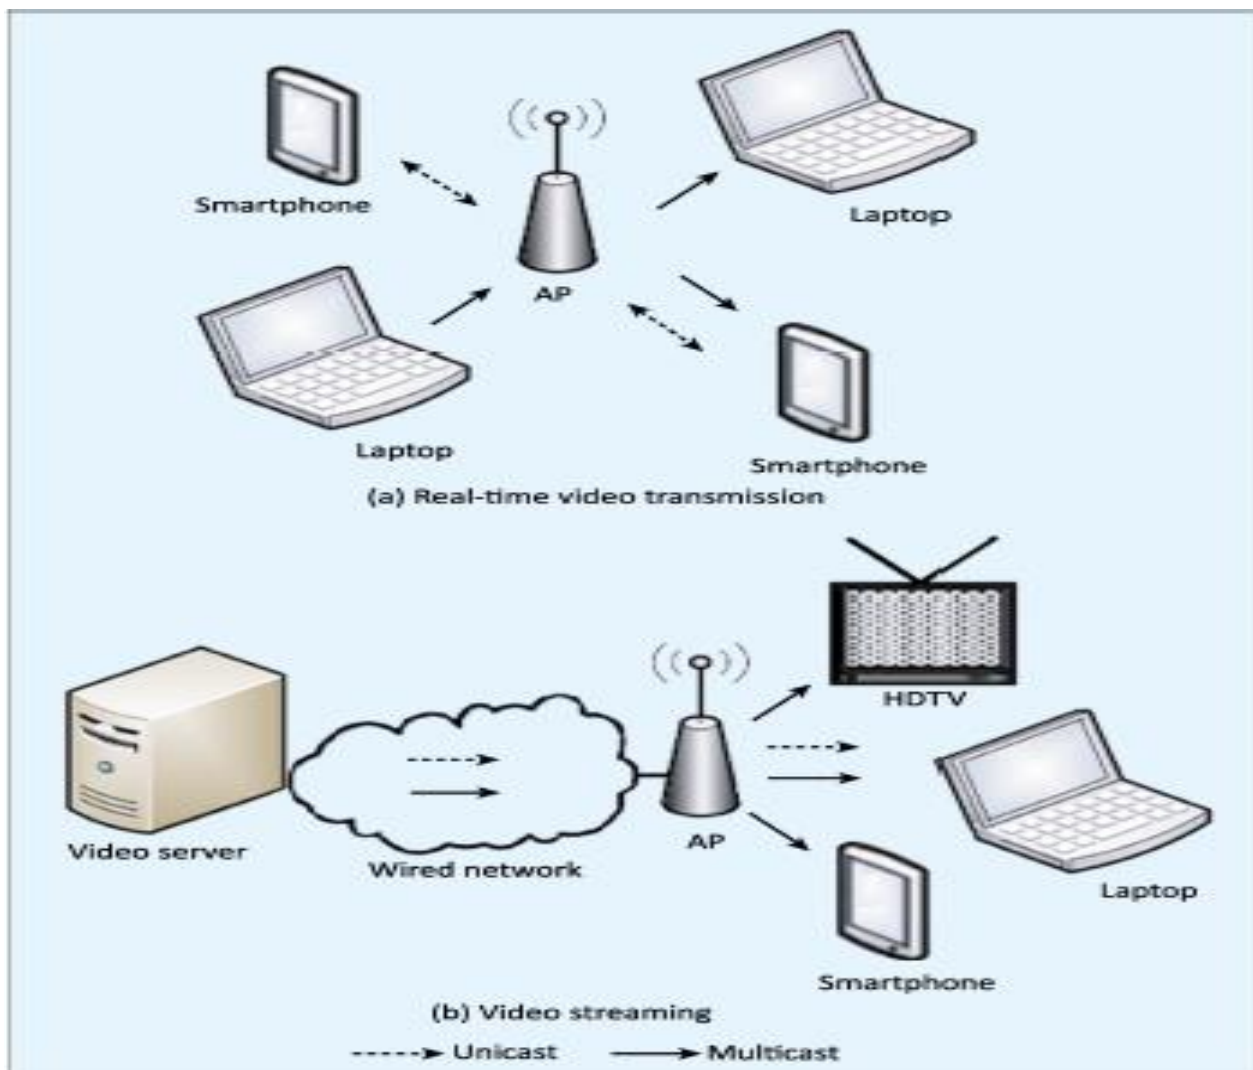 Smartphone
Laptop
AP
Laptop
Smartphone
(a) Real-time video transmission
HDTV
Video server
Wired network
AP
Laptop
Smartphone
(b) Video streaming
Unicast
Multicast